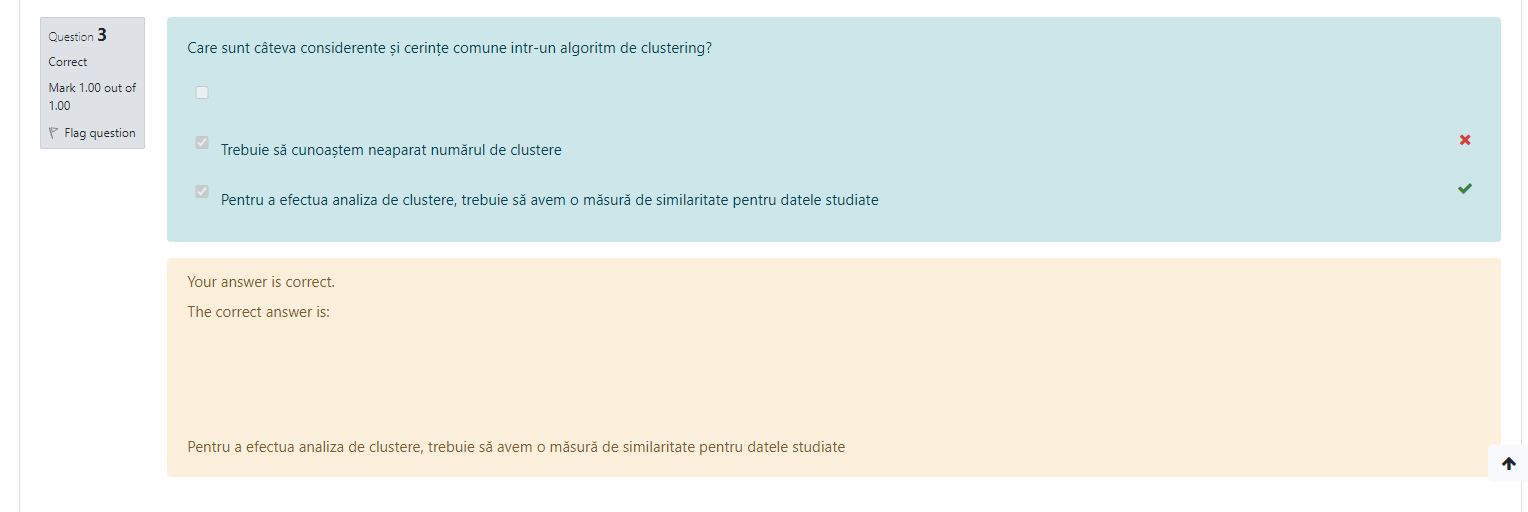 Question 3
Correct
Mark 1.00 out of
1.00
Flag question
Care sunt câteva considerente și cerințe comune intr-un algoritm de clustering?
Trebuie să cunoaștem neaparat numărul de clustere
Pentru a efectua analiza de clustere, trebuie să avem o măsură de similaritate pentru datele studiate
Your answer is correct.
The correct answer is:
Pentru a efectua analiza de clustere, trebuie să avem o măsură de similaritate pentru datele studiate